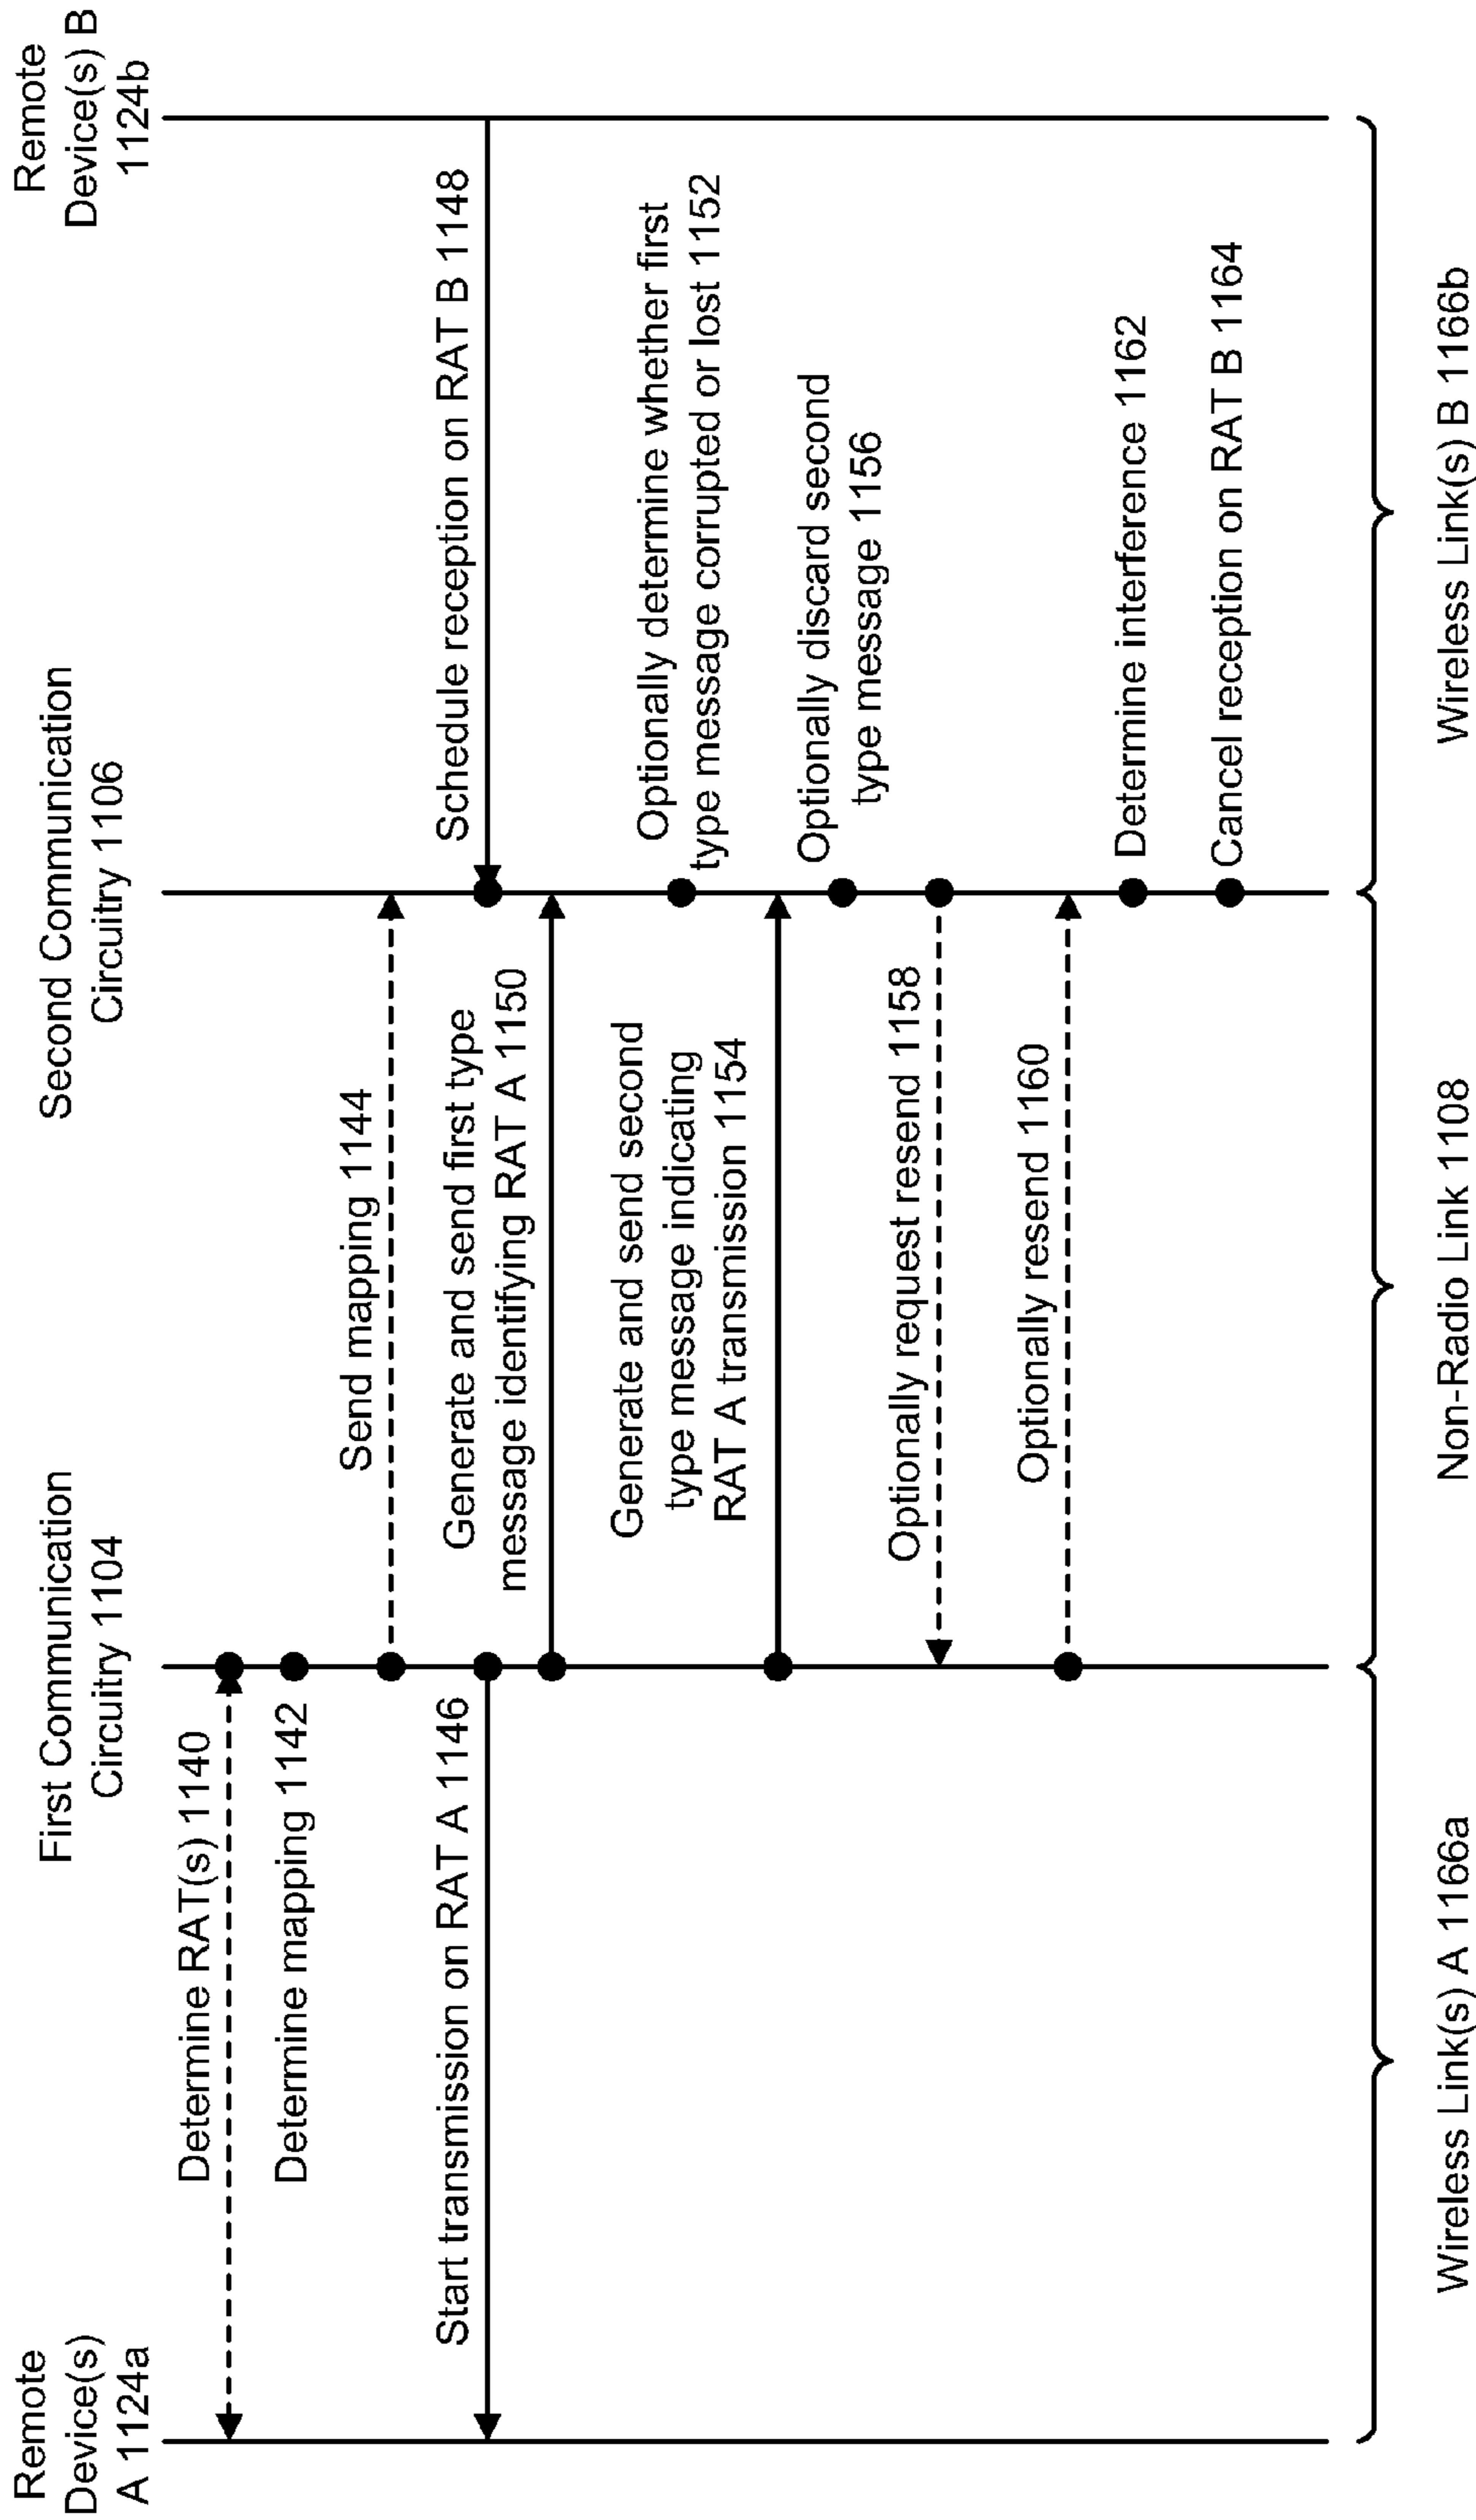 Remote
Device(s)
A 1124a
First Communication
Circuitry 1104
Second Communication
Circuitry 1106
Remote
Device(s) B
1124b
Determine RAT(s) 1140
Determine mapping 1142
Send mapping 1144
Start transmission on RAT A 1146
Schedule reception on RAT B 1148
Generate and send first type
message identifying RAT A 1150
Optionally determine whether first
type message corrupted or lost 1152
Generate and send second
type message indicating
RAT A transmission 1154
Optionally discard second
type message 1156
Optionally request resend 1158
Optionally resend 1160
Determine interference 1162
Cancel reception on RAT B 1164
Wireless Link(s) A 1166a
Non-Radio Link 1108
Wireless Link(s) B 1166b